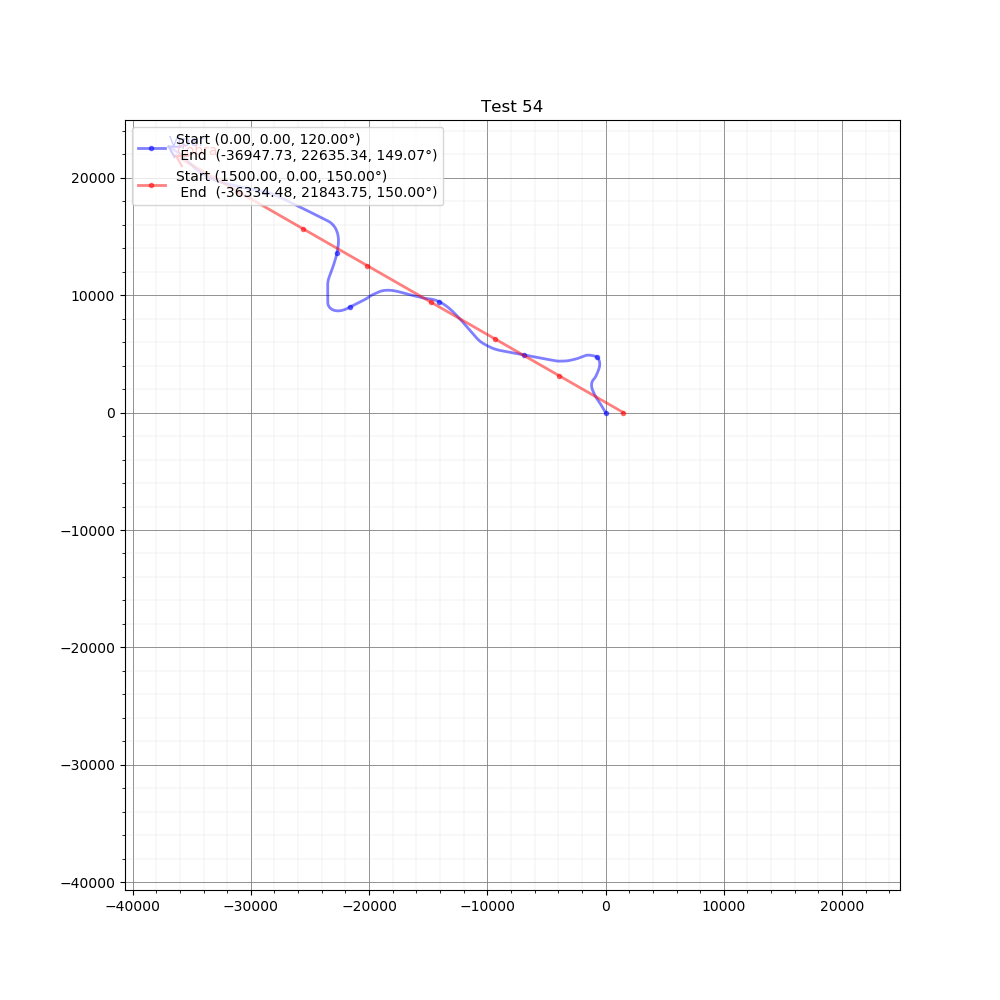 Test 54
Start (0.00, 0.00, 120.00°)
End (-36947.73, 22635.34, 149.07°)
Start (1500.00, 0.00, 150.00°)
End (-36334.48, 21843.75, 150.00°)
20000
10000
0
−10000
−20000
−30000
−40000
−40000 −30000 −20000 −10000 0 10000 20000